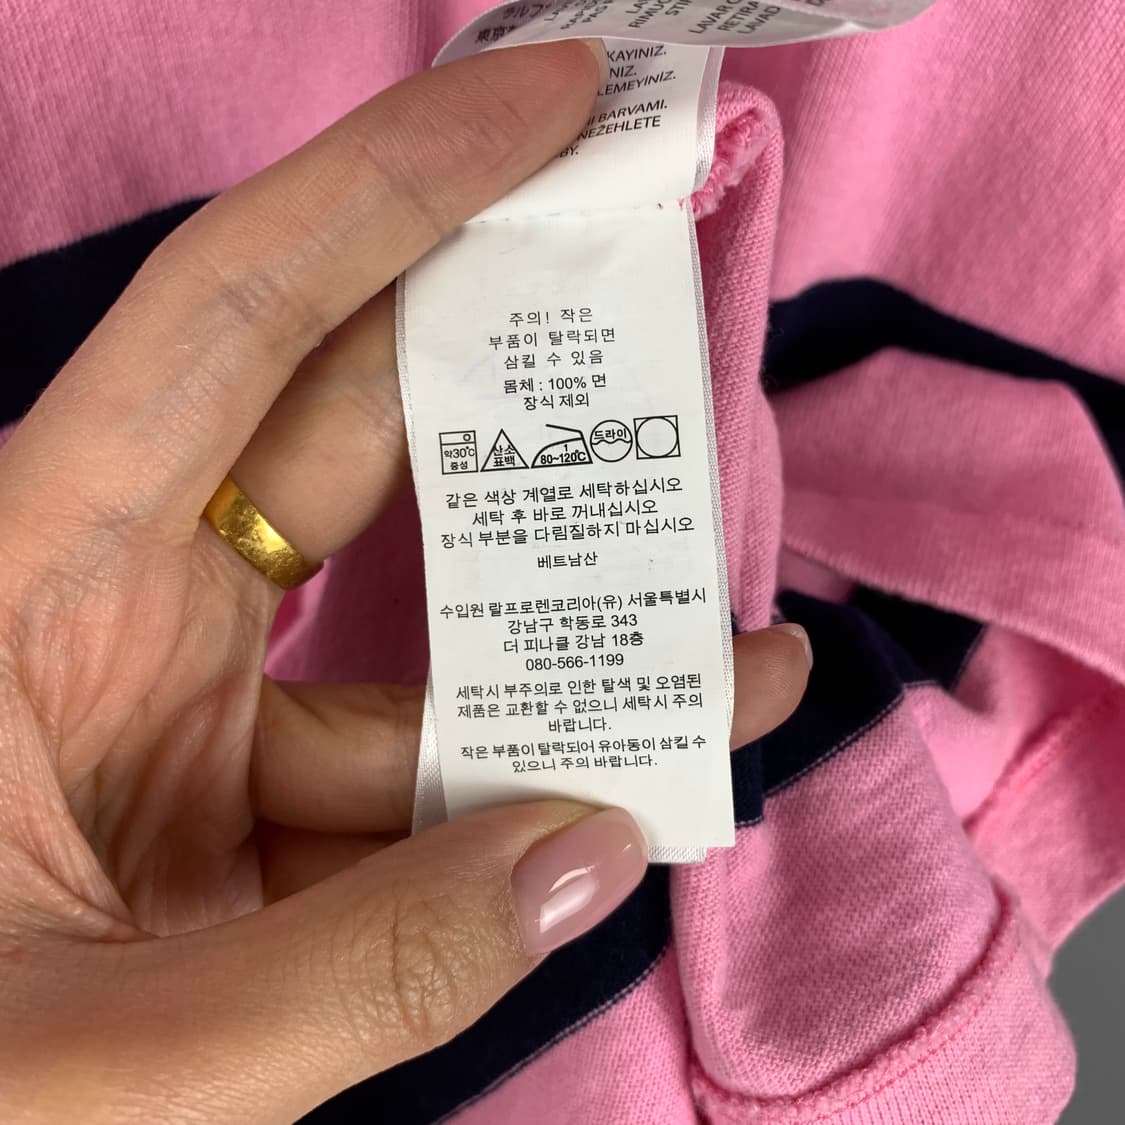 東京
RIMUO
LAVAR
RETIRA
LAVAD
KAYINIZ.
NIZ.
LEMEYINIZ.
BARVAMI.
NEŽEHLETE
BY.
주의! 작은
부품이 탈락되면
삼킬 수 있음
몸체 : 100% 면
장식 제외
약30℃
중성
산소
표백
1
80~120℃
드라이
같은 색상 계열로 세탁하십시오
세탁 후 바로 꺼내십시오
장식 부분을 다림질하지 마십시오
베트남산
수입원 랄프로렌코리아(유) 서울특별시
강남구 학동로 343
더 피나클 강남 18층
080-566-1199
세탁시 부주의로 인한 탈색 및 오염된
제품은 교환할 수 없으니 세탁시 주의
바랍니다.
작은 부품이 탈락되어 유아동이 삼킬 수
있으니 주의 바랍니다.